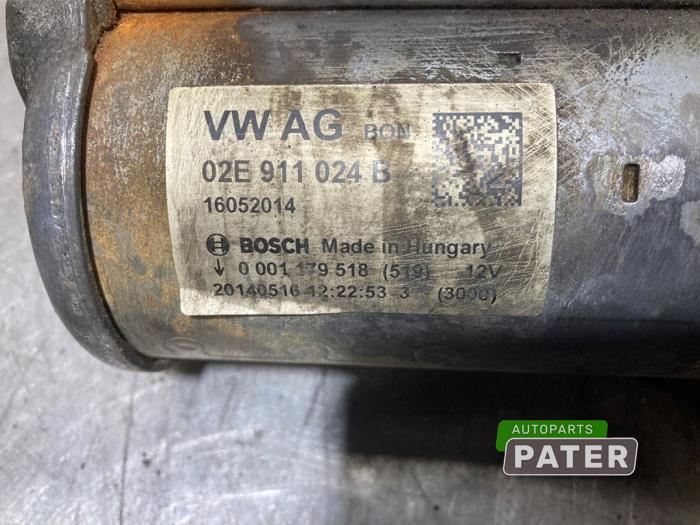 VW AG BON
02E 911 024 B
16052014
BOSCH Made in Hungary
0 001 179 518 (519) 12V
20140516 12:22:53 3 (3000)
AUTOPARTS
PATER